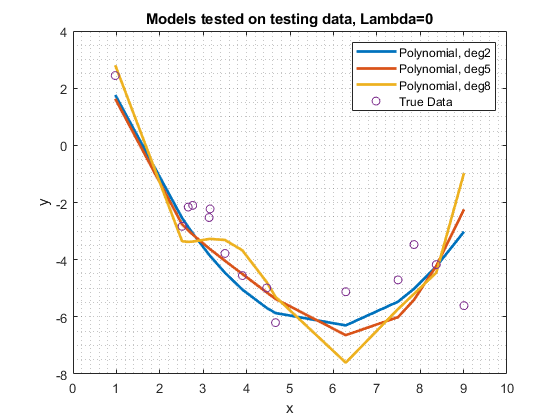 Models tested on testing data, Lambda=0
Polynomial, deg2
Polynomial, deg5
Polynomial, deg8
True Data
y
4
2
0
-2
-4
-6
-8
0 1 2 3 4 5 6 7 8 9 10
x